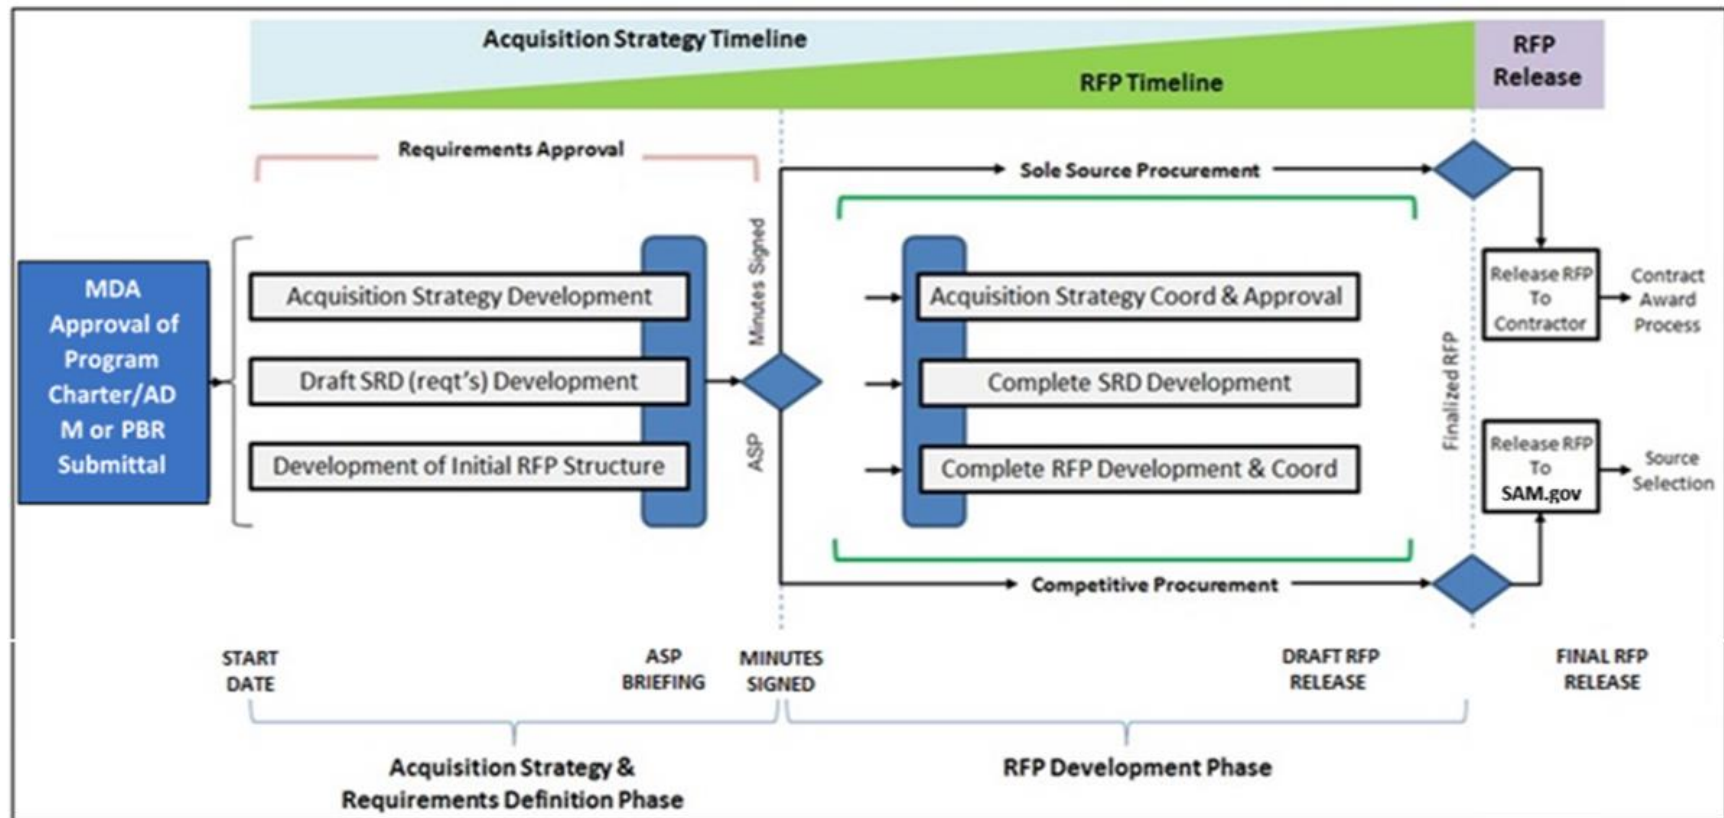 Acquisition Strategy Timeline
RFP Timeline
RFP
Release
Requirements Approval
Sole Source Procurement
MDA
Approval of
Program
Charter/AD
M or PBR
Submittal
Acquisition Strategy Development
Draft SRD (reqt's) Development
Development of Initial RFP Structure
Minutes Signed
ASP
Acquisition Strategy Coord & Approval
Complete SRD Development
Complete RFP Development & Coord
Finalized RFP
Release RFP
To
Contractor
Contract
Award
Process
Release RFP
To
SAM.gov
Source
Selection
Competitive Procurement
START
DATE
ASP
BRIEFING
MINUTES
SIGNED
DRAFT RFP
RELEASE
FINAL RFP
RELEASE
Acquisition Strategy &
Requirements Definition Phase
RFP Development Phase